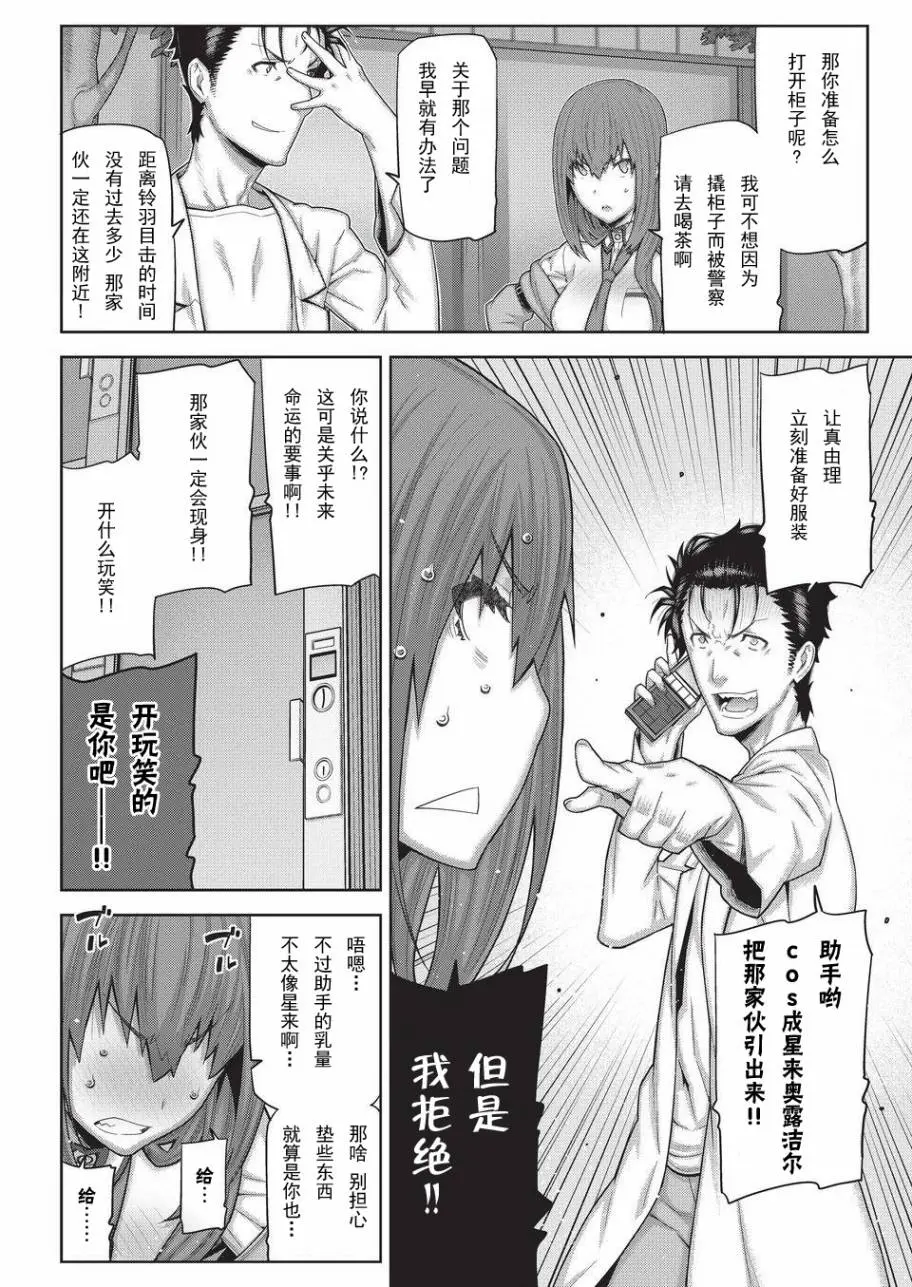 那你准备怎么
打开柜子呢?
我可不想因为
撬柜子而被警察
请去喝茶啊
关于那个问题
我早就有办法了
距离铃羽目击的时间
没有过去多少 那家
伙一定还在这附近!
让真由理
立刻准备好服装
助手哟
cos成星来奥露洁尔
把那家伙引出来!!
但是
我拒绝!!
你说什么!?
这可是关乎未来
命运的要事啊!!
那家伙一定会现身!!
开什么玩笑!!
开玩笑的
是你吧——!!
唔嗯…
不过助手的乳量
不太像星来啊…
那啥 别担心
垫些东西
就算是你也…
ブル
ブル
给…
给……